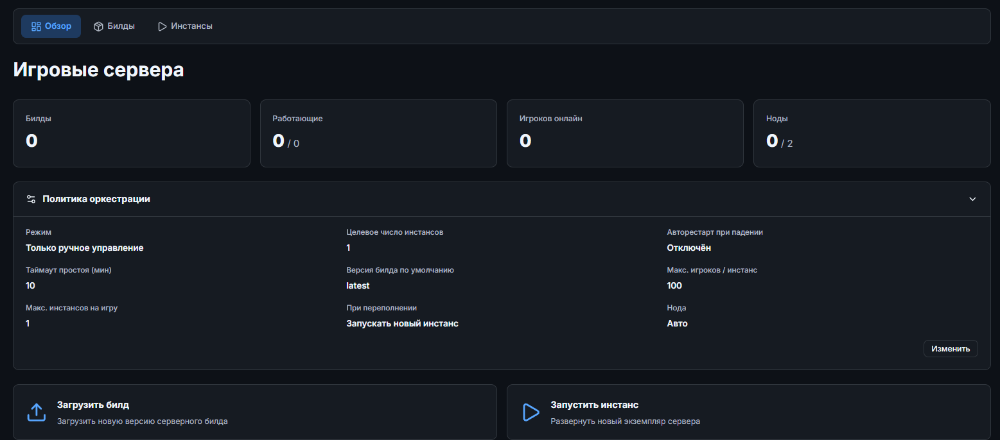 Обзор
Билды
Инстансы
Игровые сервера
Билды
0
Работающие
0 / 0
Игроков онлайн
0
Ноды
0 / 2
Политика оркестрации
Режим
Только ручное управление
Целевое число инстансов
1
Авторестарт при падении
Отключён
Таймаут простоя (мин)
10
Версия билда по умолчанию
latest
Макс. игроков / инстанс
100
Макс. инстансов на игру
1
При переполнении
Запускать новый инстанс
Нода
Авто
Изменить
Загрузить билд
Загрузить новую версию серверного билда
Запустить инстанс
Развернуть новый экземпляр сервера